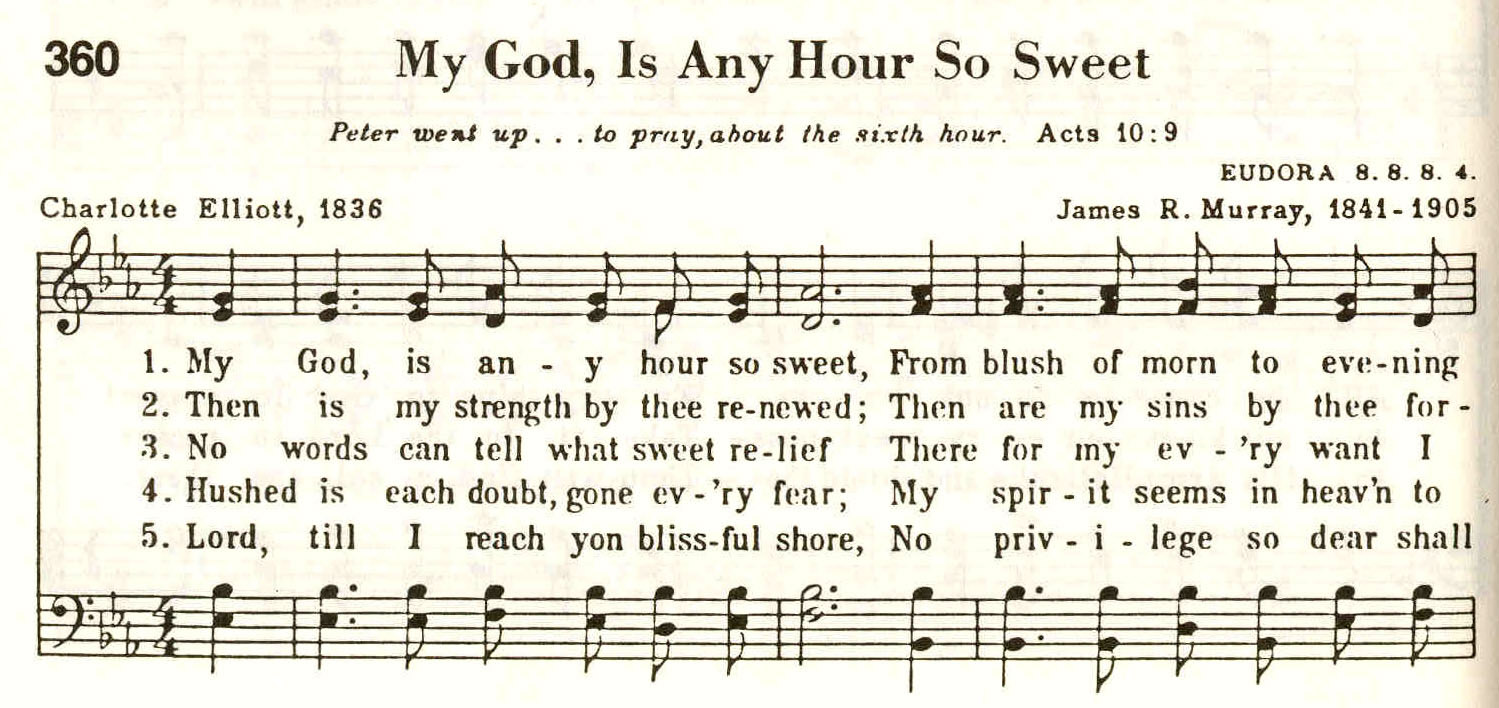 360 My God, Is Any Hour So Sweet
Peter went up. . . to pray, about the sixth hour. Acts 10:9
EUDORA 8. 8. 8. 4.
Charlotte Elliott, 1836 James R. Murray, 1841-1905
4 4
1. My God, is an - y hour so sweet, From blush of morn to eve-ning
2. Then is my strength by thee re-newed; Then are my sins by thee for-
3. No words can tell what sweet re-lief There for my ev - 'ry want I
4. Hushed is each doubt, gone ev-'ry fear; My spir - it seems in heav'n to
5. Lord, till I reach yon bliss-ful shore, No priv - i - lege so dear shall
4 4